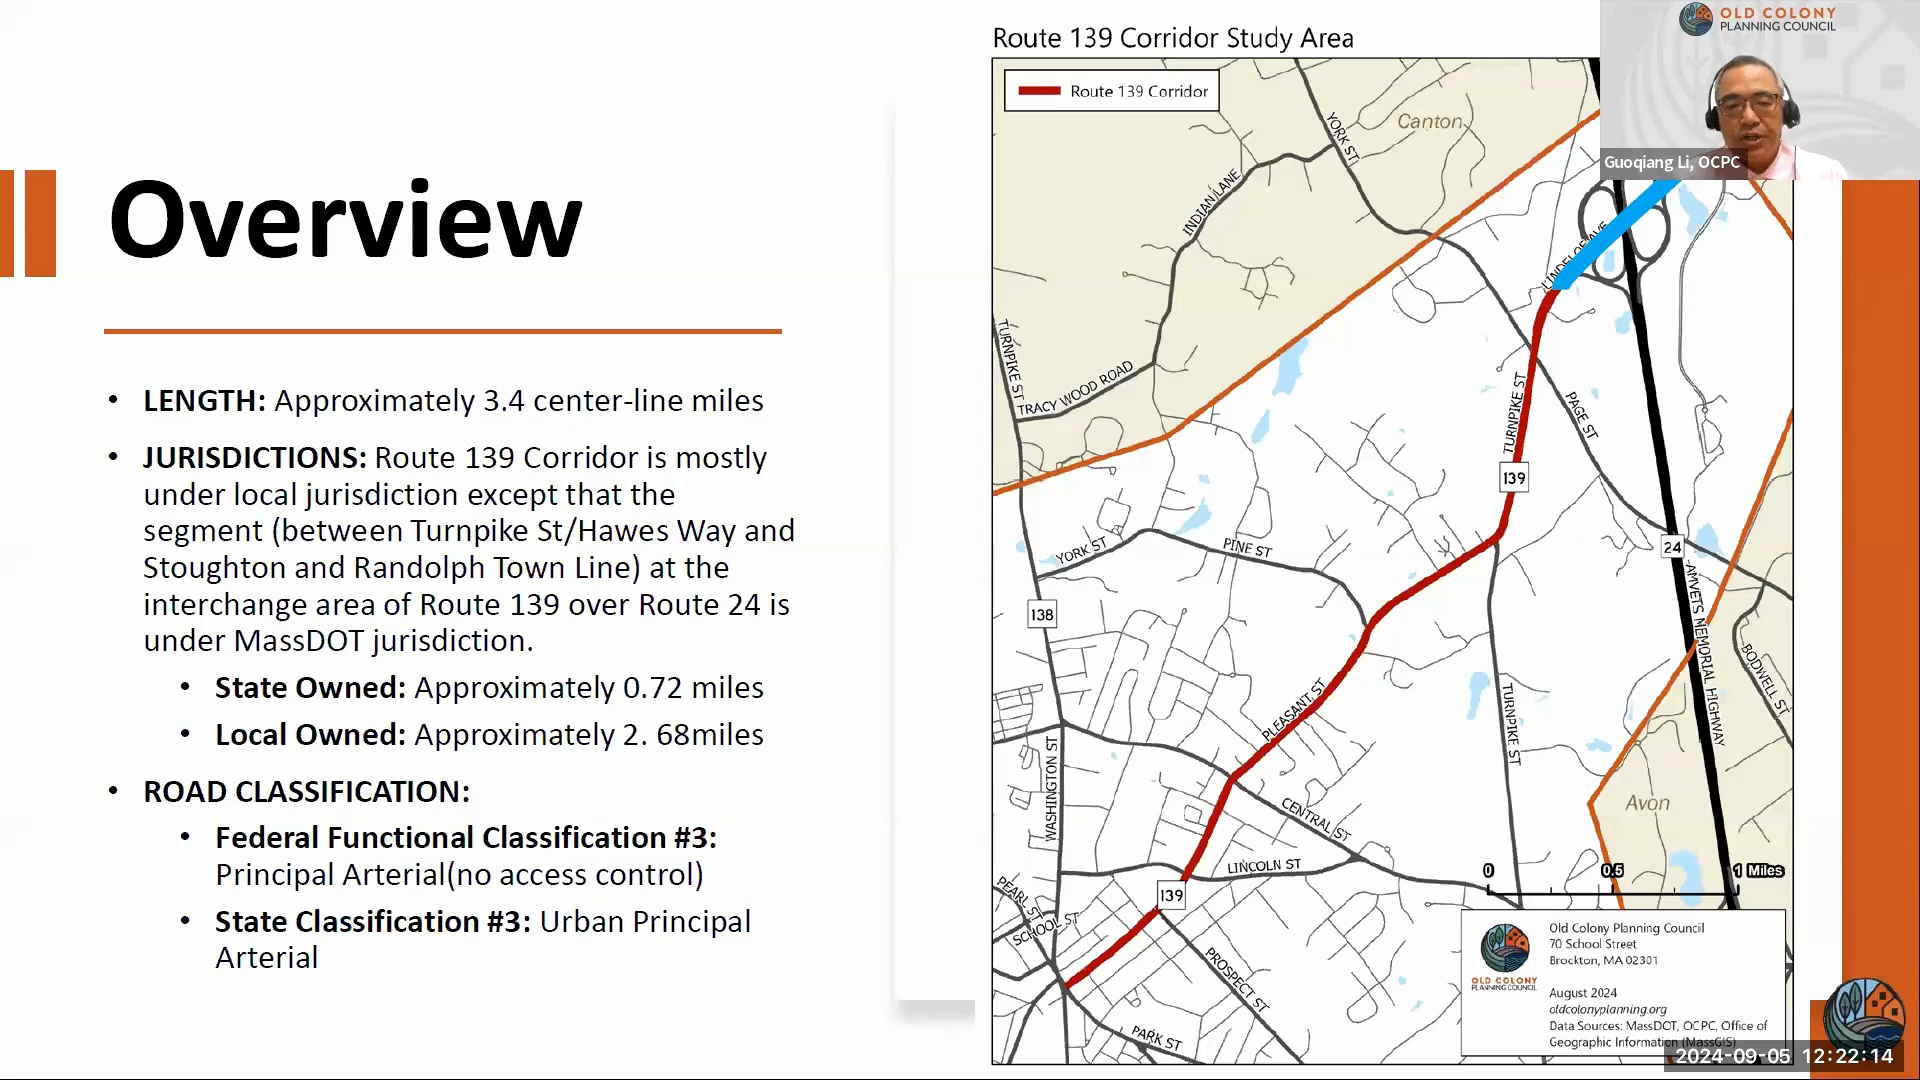 Overview
• LENGTH: Approximately 3.4 center-line miles
• JURISDICTIONS: Route 139 Corridor is mostly
under local jurisdiction except that the
segment (between Turnpike St/Hawes Way and
Stoughton and Randolph Town Line) at the
interchange area of Route 139 over Route 24 is
under MassDOT jurisdiction.
• State Owned: Approximately 0.72 miles
• Local Owned: Approximately 2. 68miles
• ROAD CLASSIFICATION:
• Federal Functional Classification #3:
Principal Arterial(no access control)
• State Classification #3: Urban Principal
Arterial
Route 139 Corridor Study Area
Route 139 Corridor
Canton
YORK ST
INDIAN LANE
TURNPIKE ST
TRACY WOOD ROAD
TURNPIKE ST
PAGE ST
139
YORK ST
PINE ST
24
138
AMVETS MEMORIAL HIGHWAY
BODWELL ST
PLEASANT ST
TURNPIKE ST
WASHINGTON ST
CENTRAL ST
Avon
LINCOLN ST
0 0.5 1 Miles
139
PEARL ST
SCHOOL ST
PROSPECT ST
PARK ST
OLD COLONY
PLANNING COUNCIL
Old Colony Planning Council
70 School Street
Brockton, MA 02301
August 2024
oldcolonyplanning.org
Data Sources: MassDOT, OCPC, Office of
Geographic Information (MassGIS)
OLD COLONY
PLANNING COUNCIL
Guoqiang Li, OCPC
2024-09-05 12:22:14